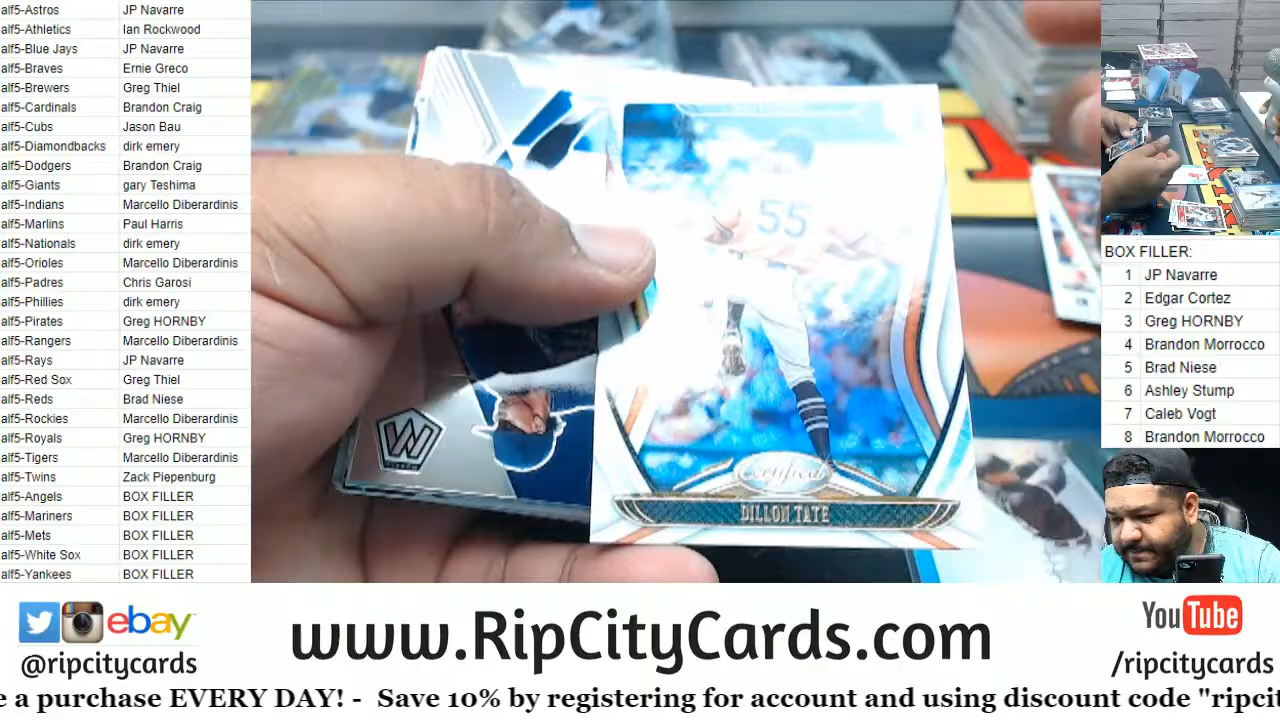 alf5-Astros JP Navarre
alf5-Athletics Ian Rockwood
alf5-Blue Jays JP Navarre
alf5-Braves Ernie Greco
alf5-Brewers Greg Thiel
alf5-Cardinals Brandon Craig
alf5-Cubs Jason Bau
alf5-Diamondbacks dirk emery
alf5-Dodgers Brandon Craig
alf5-Giants gary Teshima
alf5-Indians Marcello Diberardinis
alf5-Marlins Paul Harris
alf5-Nationals dirk emery
alf5-Orioles Marcello Diberardinis
alf5-Padres Chris Garosi
alf5-Phillies dirk emery
alf5-Pirates Greg HORNBY
alf5-Rangers Marcello Diberardinis
alf5-Rays JP Navarre
alf5-Red Sox Greg Thiel
alf5-Reds Brad Niese
alf5-Rockies Marcello Diberardinis
alf5-Royals Greg HORNBY
alf5-Tigers Marcello Diberardinis
alf5-Twins Zack Piepenburg
alf5-Angels BOX FILLER
alf5-Mariners BOX FILLER
alf5-Mets BOX FILLER
alf5-White Sox BOX FILLER
alf5-Yankees BOX FILLER
55
Certified
DILLON TATE
BOX FILLER:
1 JP Navarre
2 Edgar Cortez
3 Greg HORNBY
4 Brandon Morrocco
5 Brad Niese
6 Ashley Stump
7 Caleb Vogt
8 Brandon Morrocco
ebay
@ripcitycards
www.RipCityCards.com
YouTube
/ripcitycards
e a purchase EVERY DAY! - Save 10% by registering for account and using discount code "ripcit